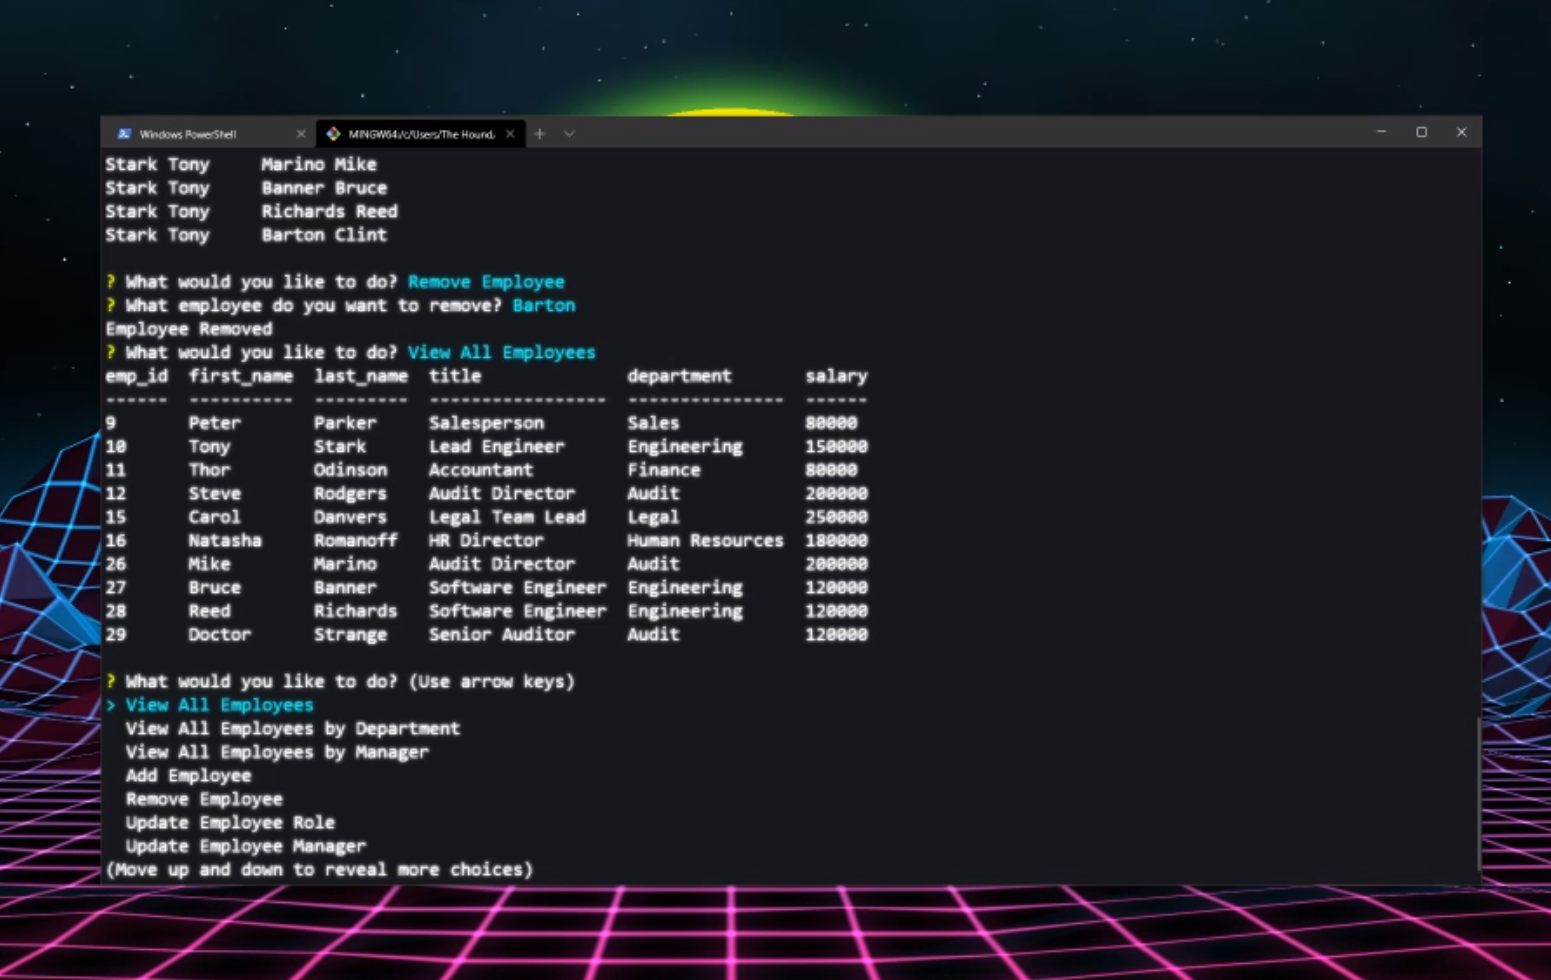 Windows PowerShell
MINGW64:/c/Users/The Hound.
Stark Tony     Marino Mike
Stark Tony     Banner Bruce
Stark Tony     Richards Reed
Stark Tony     Barton Clint
? What would you like to do? Remove Employee
? What employee do you want to remove? Barton
Employee Removed
? What would you like to do? View All Employees
emp_id  first_name  last_name  title              department       salary
------  ----------  ---------  -----------------  ---------------  ------
9       Peter       Parker     Salesperson        Sales            80000
10      Tony        Stark      Lead Engineer      Engineering      150000
11      Thor        Odinson    Accountant         Finance          80000
12      Steve       Rodgers    Audit Director     Audit            200000
15      Carol       Danvers    Legal Team Lead    Legal            250000
16      Natasha     Romanoff   HR Director        Human Resources  180000
26      Mike        Marino     Audit Director     Audit            200000
27      Bruce       Banner     Software Engineer  Engineering      120000
28      Reed        Richards   Software Engineer  Engineering      120000
29      Doctor      Strange    Senior Auditor     Audit            120000
? What would you like to do? (Use arrow keys)
> View All Employees
  View All Employees by Department
  View All Employees by Manager
  Add Employee
  Remove Employee
  Update Employee Role
  Update Employee Manager
(Move up and down to reveal more choices)